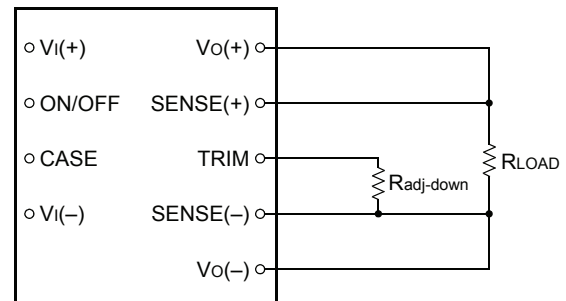 VI(+)
VO(+)
ON/OFF
SENSE(+)
CASE
TRIM
RLOAD
Radj-down
VI(–)
SENSE(–)
VO(–)